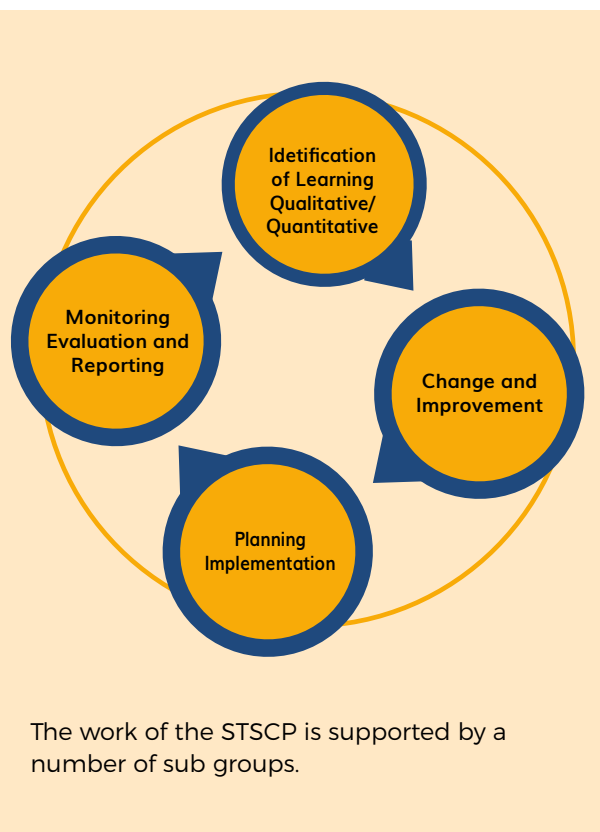 Idetification
of Learning
Qualitative/
Quantitative
Change and
Improvement
Planning
Implementation
Monitoring
Evaluation and
Reporting
The work of the STSCP is supported by a
number of sub groups.